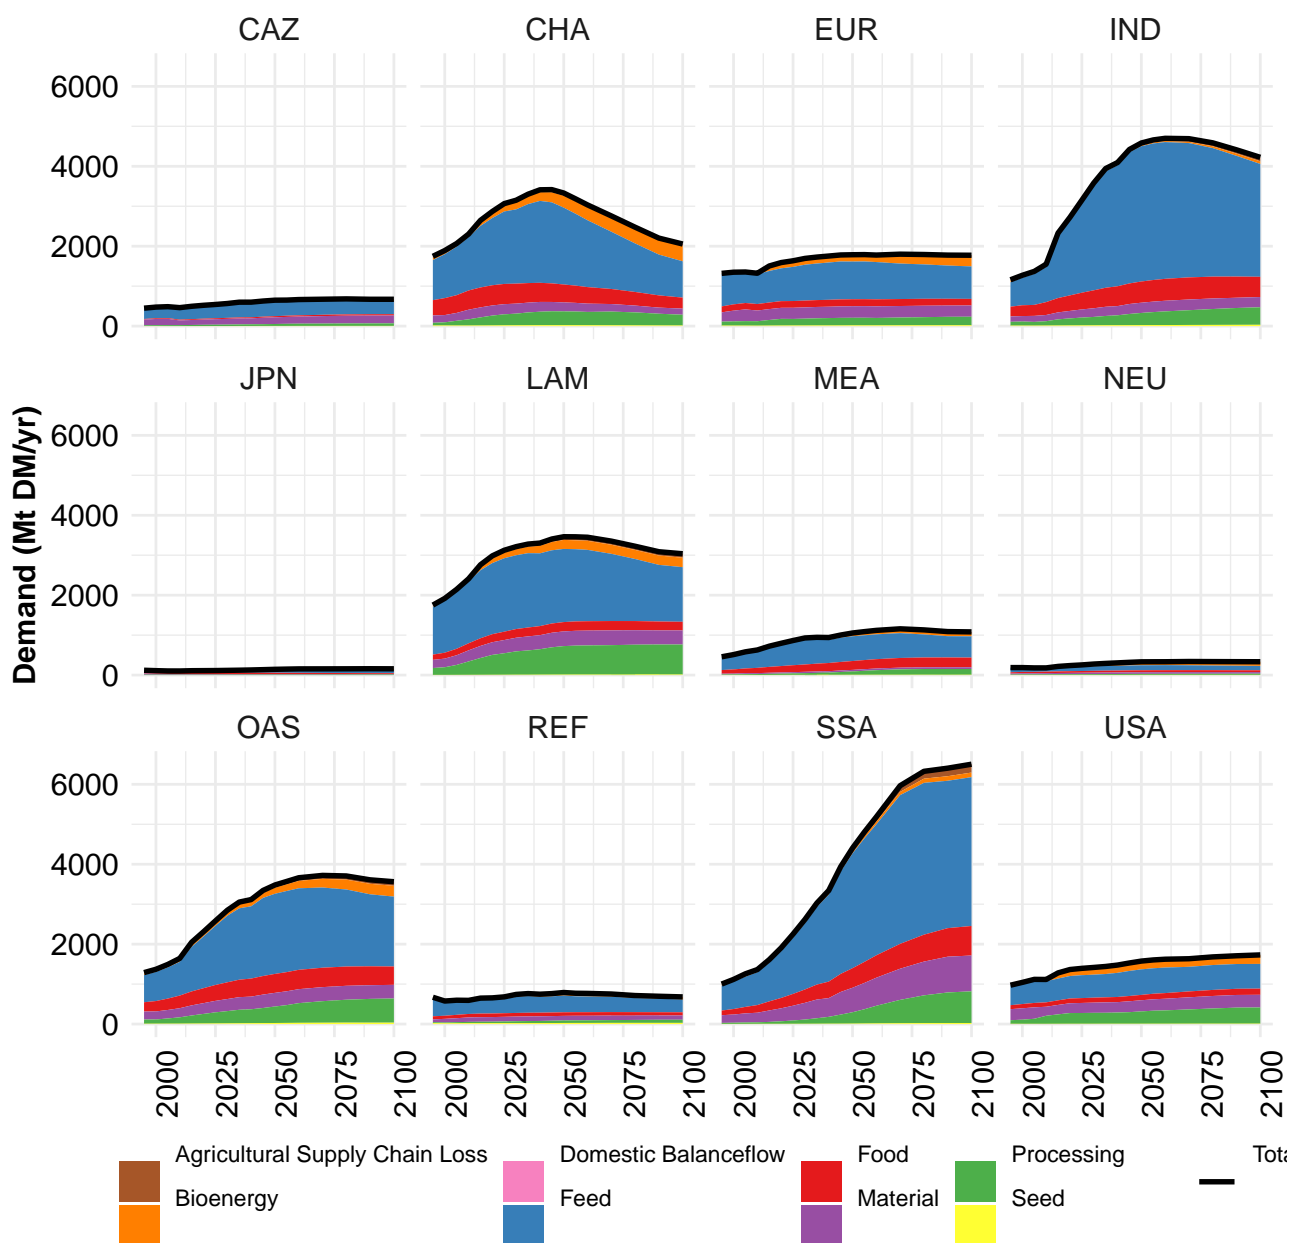 CAZ CHA EUR IND
6000
4000
2000
0
JPN LAM MEA NEU
6000
4000
2000
0
Demand (Mt DM/yr)
OAS REF SSA USA
6000
4000
2000
0
2000 2025 2050 2075 2100 2000 2025 2050 2075 2100 2000 2025 2050 2075 2100 2000 2025 2050 2075 2100
Agricultural Supply Chain Loss Domestic Balanceflow Food Processing
Bioenergy Feed Material Seed